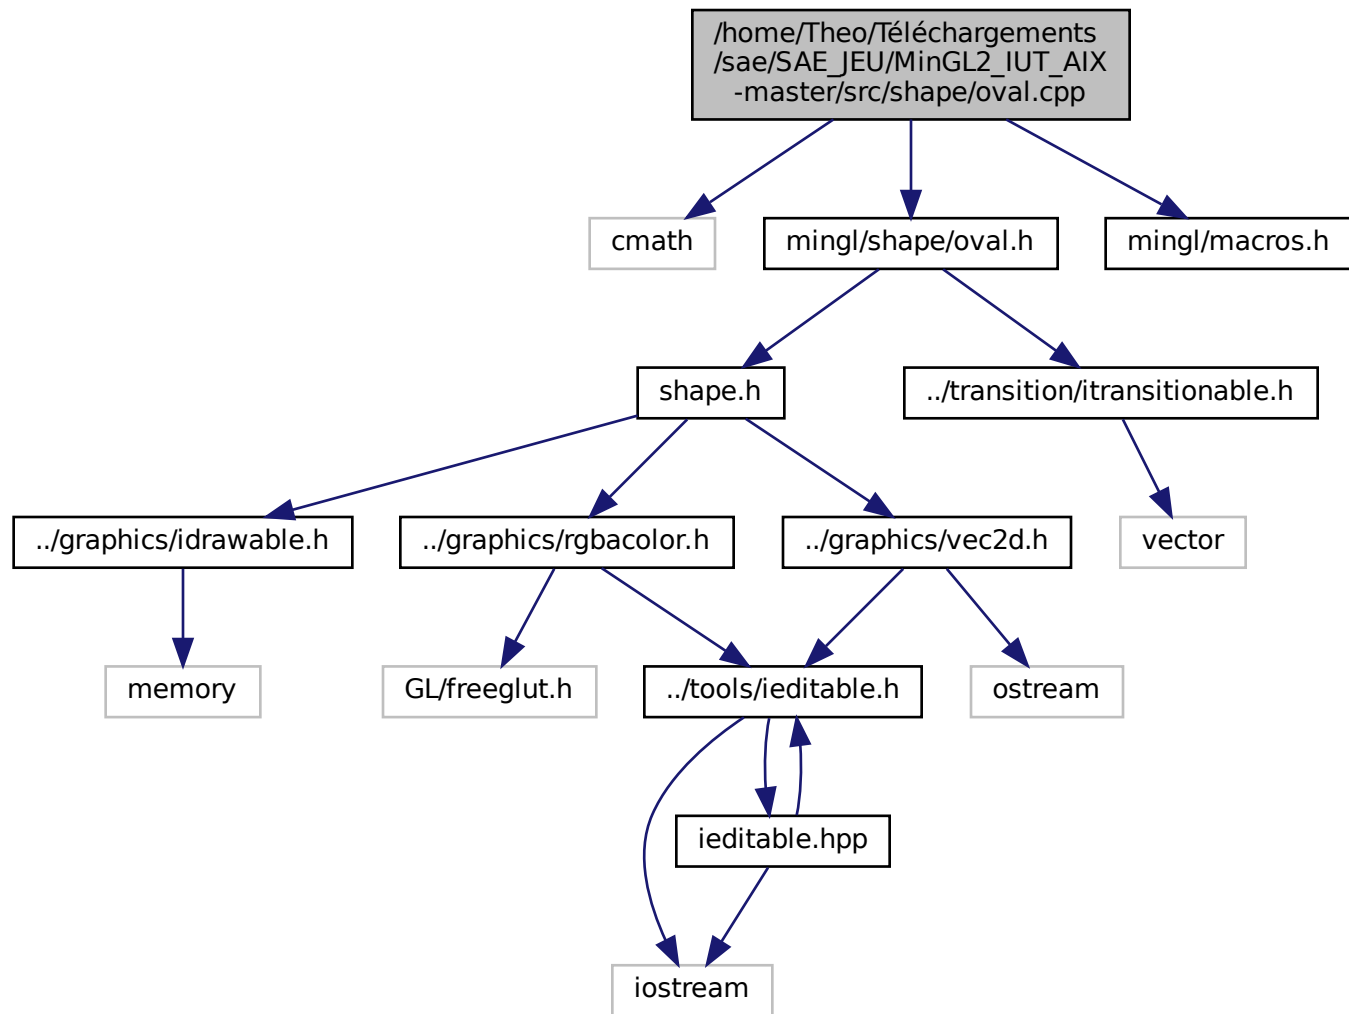 /home/Theo/Téléchargements
/sae/SAE_JEU/MinGL2_IUT_AIX
-master/src/shape/oval.cpp
cmath
mingl/shape/oval.h
mingl/macros.h
shape.h
../transition/itransitionable.h
../graphics/idrawable.h
../graphics/rgbacolor.h
../graphics/vec2d.h
vector
memory
GL/freeglut.h
../tools/ieditable.h
ostream
ieditable.hpp
iostream